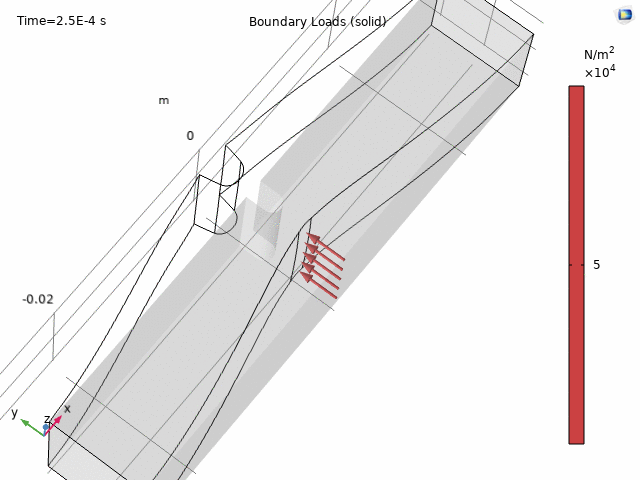 Time=2.5E-4 s
Boundary Loads (solid)
N/m²
×10⁴
m
0
5
-0.02
y
z
x